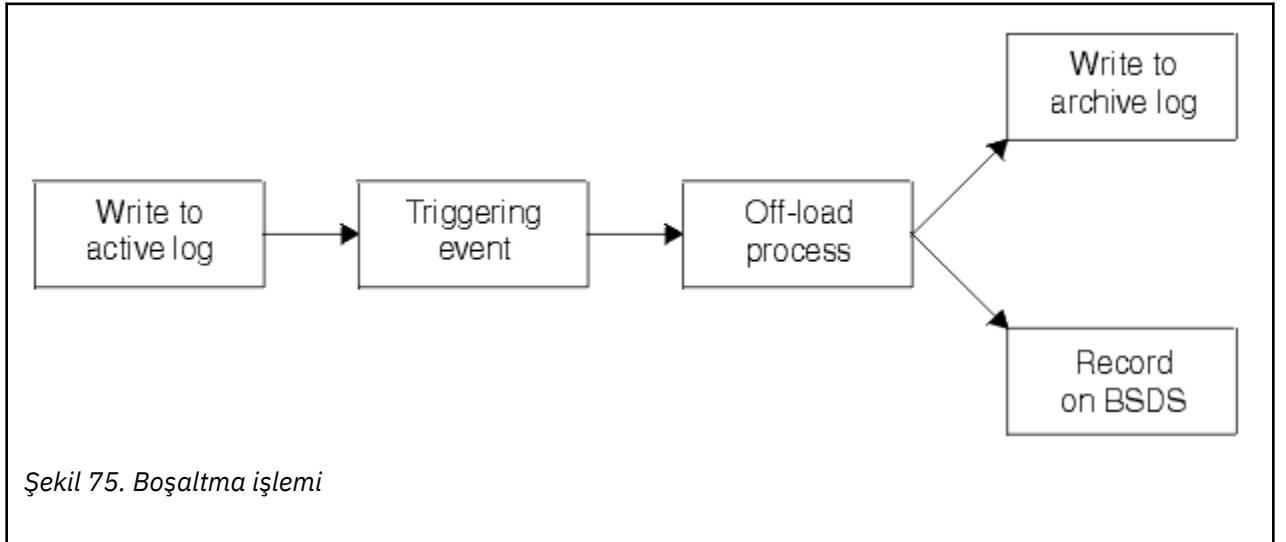 Write to
archive log
Write to
active log
Triggering
event
Off-load
process
Record
on BSDS
Şekil 75. Boşaltma işlemi